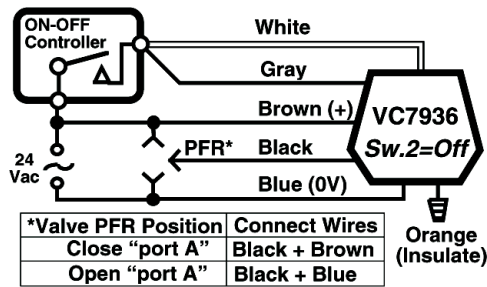 ON-OFF
Controller
White
Gray
Brown (+)
VC7936
Sw.2=Off
PFR*
Black
24
Vac
Blue (0V)
Orange
(Insulate)
*Valve PFR Position Connect Wires
Close “port A” Black + Brown
Open “port A” Black + Blue